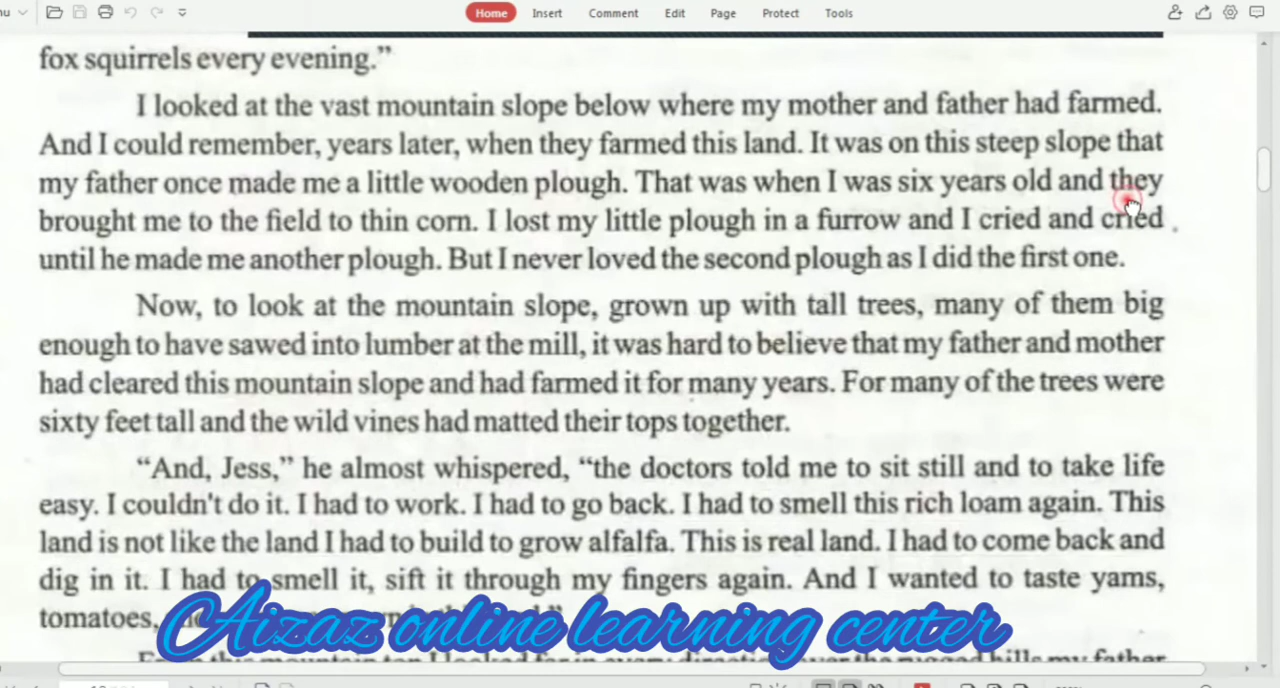 Home Insert Comment Edit Page Protect Tools
fox squirrels every evening.”
I looked at the vast mountain slope below where my mother and father had farmed.
And I could remember, years later, when they farmed this land. It was on this steep slope that
my father once made me a little wooden plough. That was when I was six years old and they
brought me to the field to thin corn. I lost my little plough in a furrow and I cried and cried
until he made me another plough. But I never loved the second plough as I did the first one.
Now, to look at the mountain slope, grown up with tall trees, many of them big
enough to have sawed into lumber at the mill, it was hard to believe that my father and mother
had cleared this mountain slope and had farmed it for many years. For many of the trees were
sixty feet tall and the wild vines had matted their tops together.
“And, Jess,” he almost whispered, “the doctors told me to sit still and to take life
easy. I couldn't do it. I had to work. I had to go back. I had to smell this rich loam again. This
land is not like the land I had to build to grow alfalfa. This is real land. I had to come back and
dig in it. I had to smell it, sift it through my fingers again. And I wanted to taste yams,
tomatoes,
Aizaz online learning center